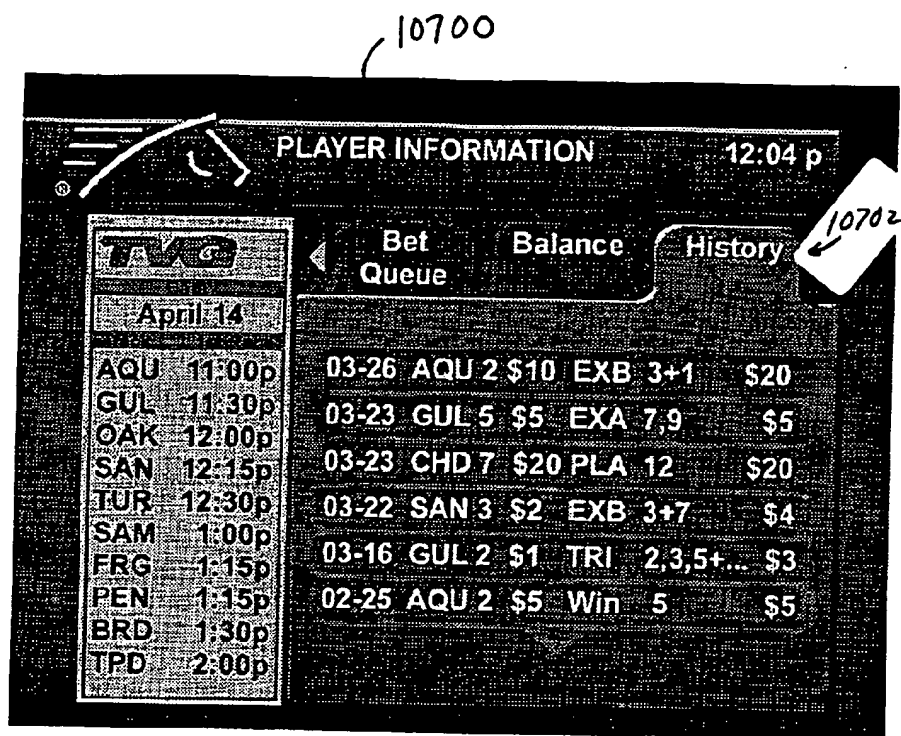 10700
PLAYER INFORMATION 12:04 p
®
10702
TVG
Bet Queue Balance History
April 14
AQU 11:00p
GUL 11:30p
OAK 12:00p
SAN 12:15p
TUR 12:30p
SAM 1:00p
FRG 1:15p
PEN 1:15p
BRD 1:30p
TPD 2:00p
03-26 AQU 2 $10 EXB 3+1 $20
03-23 GUL 5 $5 EXA 7,9 $5
03-23 CHD 7 $20 PLA 12 $20
03-22 SAN 3 $2 EXB 3+7 $4
03-16 GUL 2 $1 TRI 2,3,5+... $3
02-25 AQU 2 $5 Win 5 $5